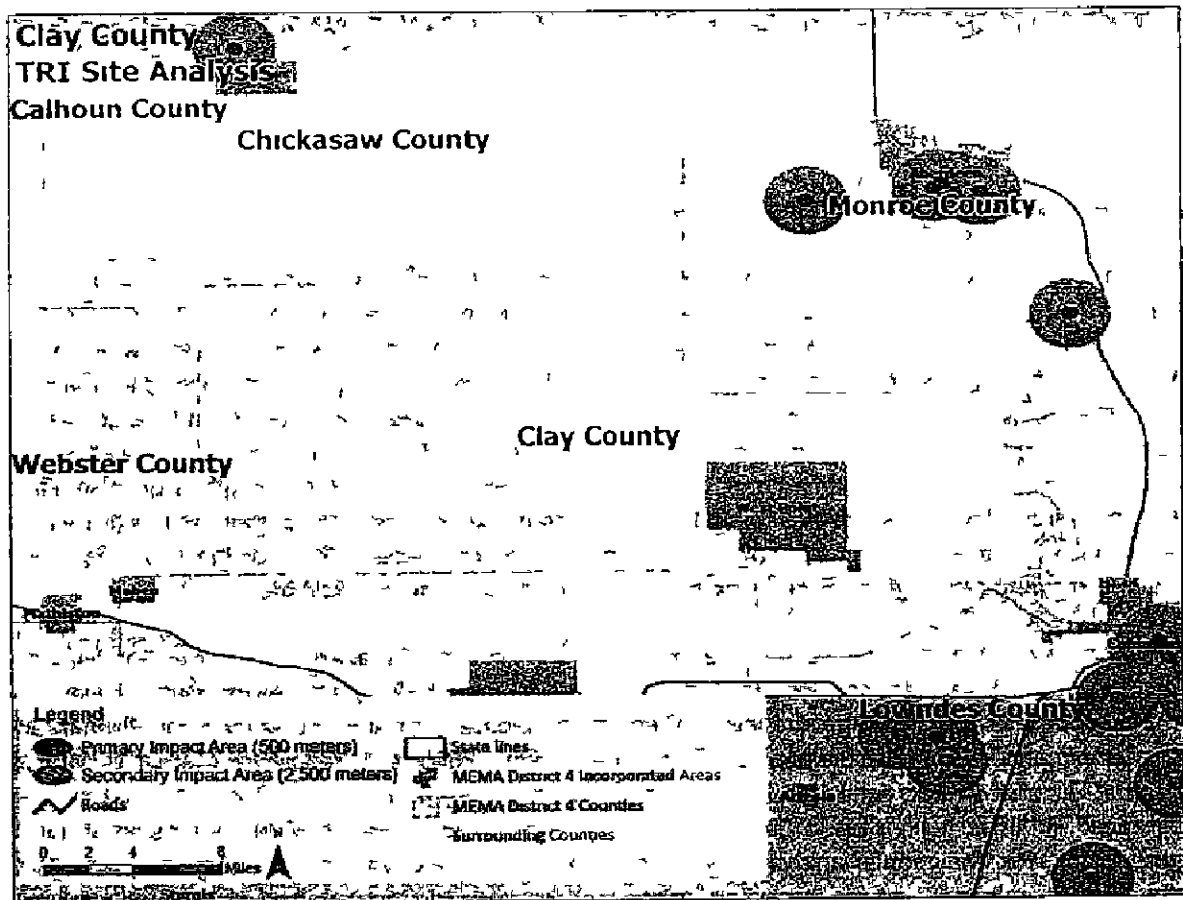 Clay County
TRI Site Analysis
Calhoun County
Chickasaw County
Monroe County
Clay County
Webster County
Lowndes County
Legend
Primary Impact Area (500 meters)
Secondary Impact Area (2,500 meters)
Roads
State lines
MEMA District 4 Incorporated Areas
MEMA District 4 Counties
Surrounding Counties
0 2 4 8
Miles